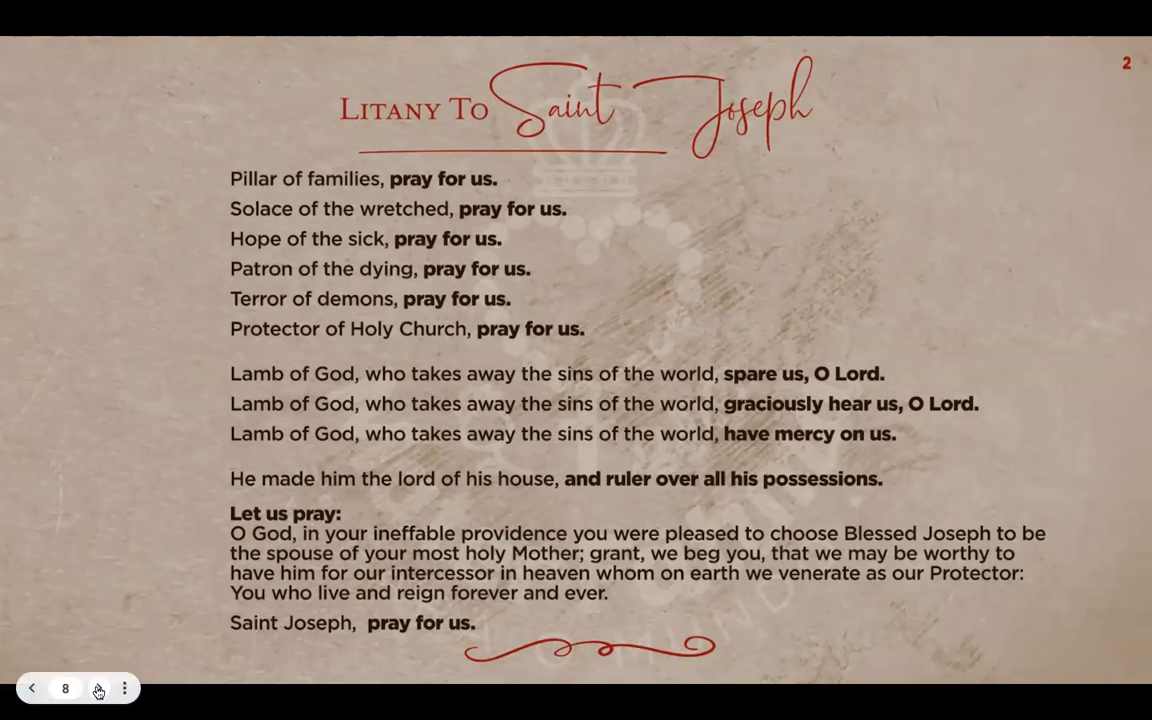 2
Litany To Saint Joseph
Pillar of families, pray for us.
Solace of the wretched, pray for us.
Hope of the sick, pray for us.
Patron of the dying, pray for us.
Terror of demons, pray for us.
Protector of Holy Church, pray for us.
Lamb of God, who takes away the sins of the world, spare us, O Lord.
Lamb of God, who takes away the sins of the world, graciously hear us, O Lord.
Lamb of God, who takes away the sins of the world, have mercy on us.
He made him the lord of his house, and ruler over all his possessions.
Let us pray:
O God, in your ineffable providence you were pleased to choose Blessed Joseph to be
the spouse of your most holy Mother; grant, we beg you, that we may be worthy to
have him for our intercessor in heaven whom on earth we venerate as our Protector:
You who live and reign forever and ever.
Saint Joseph, pray for us.
8